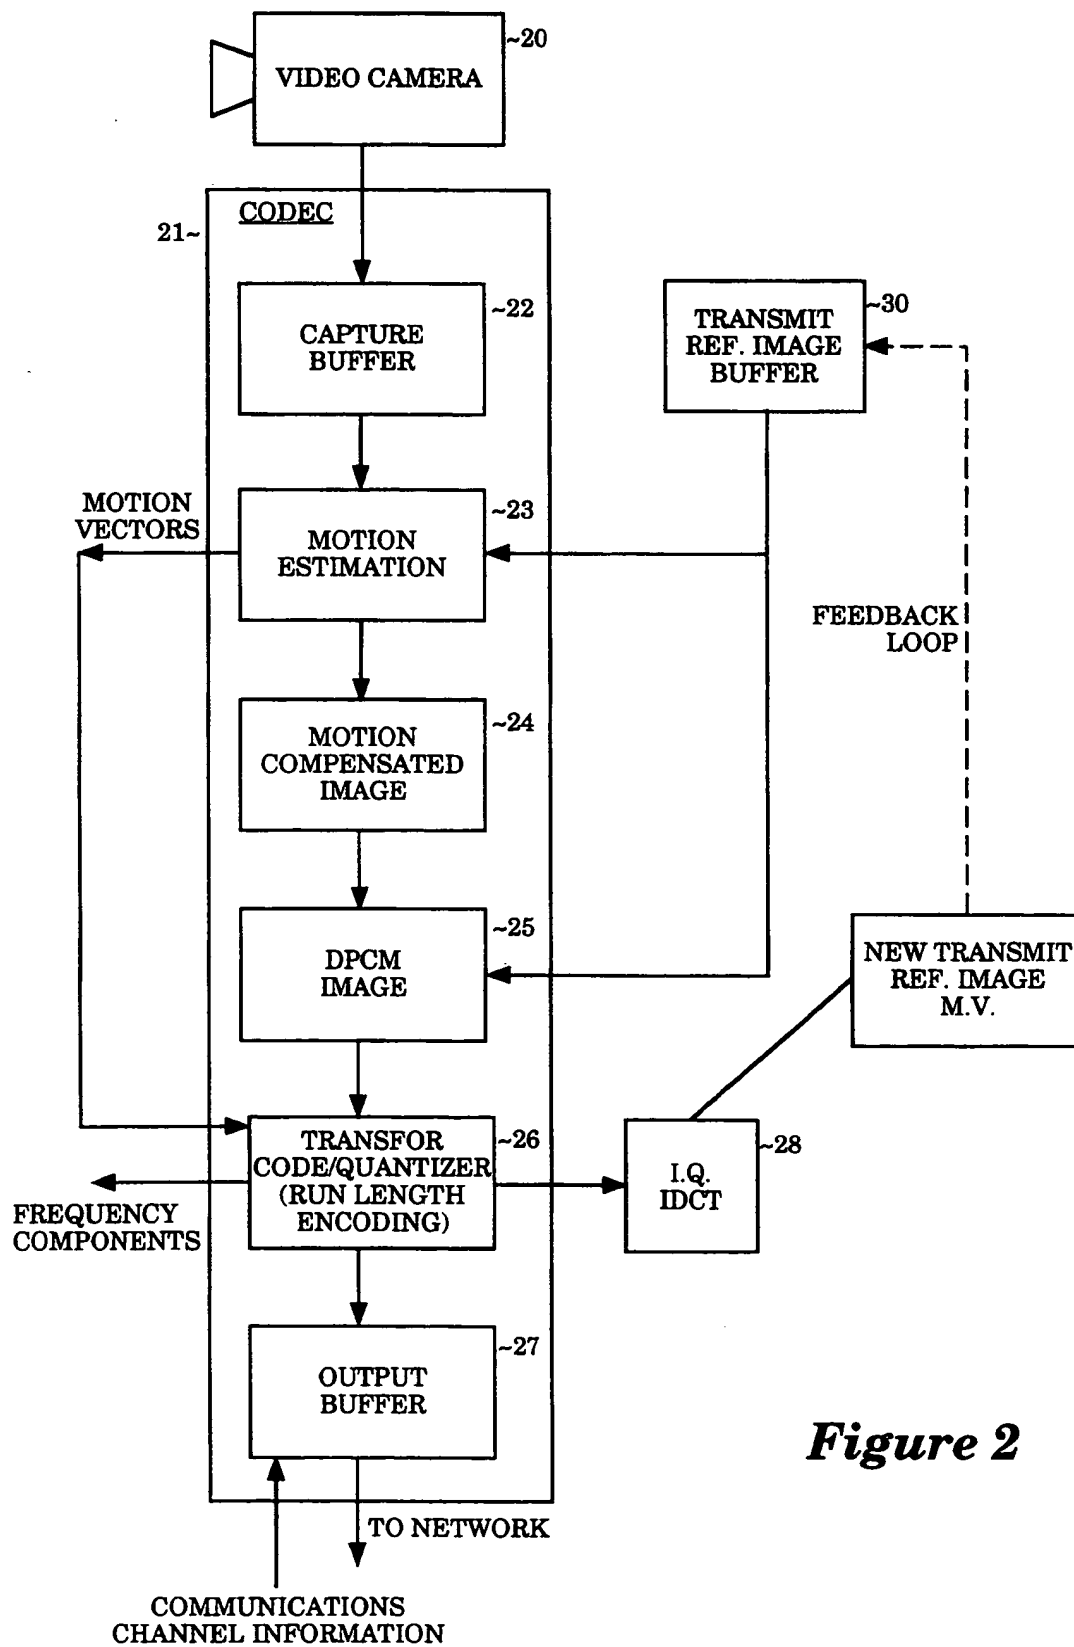 ~20
VIDEO CAMERA
CODEC
21~
~22
CAPTURE
BUFFER
~30
TRANSMIT
REF. IMAGE
BUFFER
MOTION
VECTORS
~23
MOTION
ESTIMATION
FEEDBACK
LOOP
~24
MOTION
COMPENSATED
IMAGE
~25
DPCM
IMAGE
NEW TRANSMIT
REF. IMAGE
M.V.
~26
TRANSFOR
CODE/QUANTIZER
(RUN LENGTH
ENCODING)
~28
I.Q.
IDCT
FREQUENCY
COMPONENTS
~27
OUTPUT
BUFFER
Figure 2
TO NETWORK
COMMUNICATIONS
CHANNEL INFORMATION